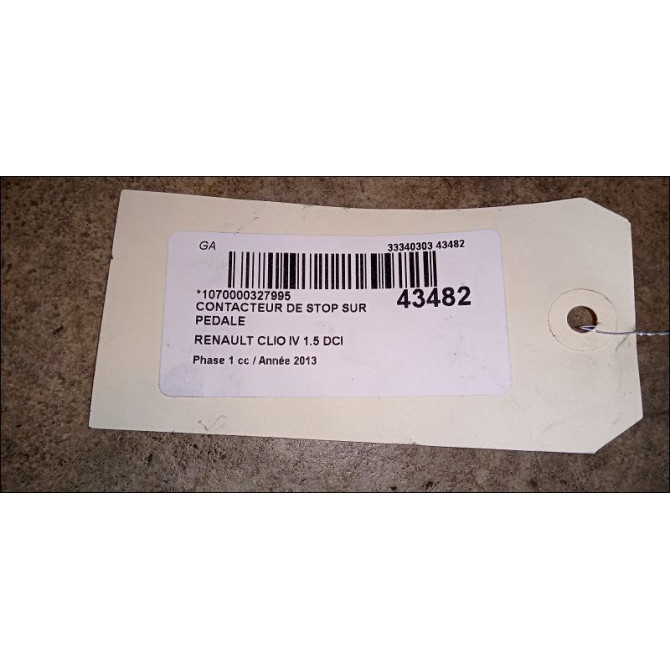 GA 33340303 43482
*1070000327995 43482
CONTACTEUR DE STOP SUR
PEDALE
RENAULT CLIO IV 1.5 DCI
Phase 1 cc / Année 2013